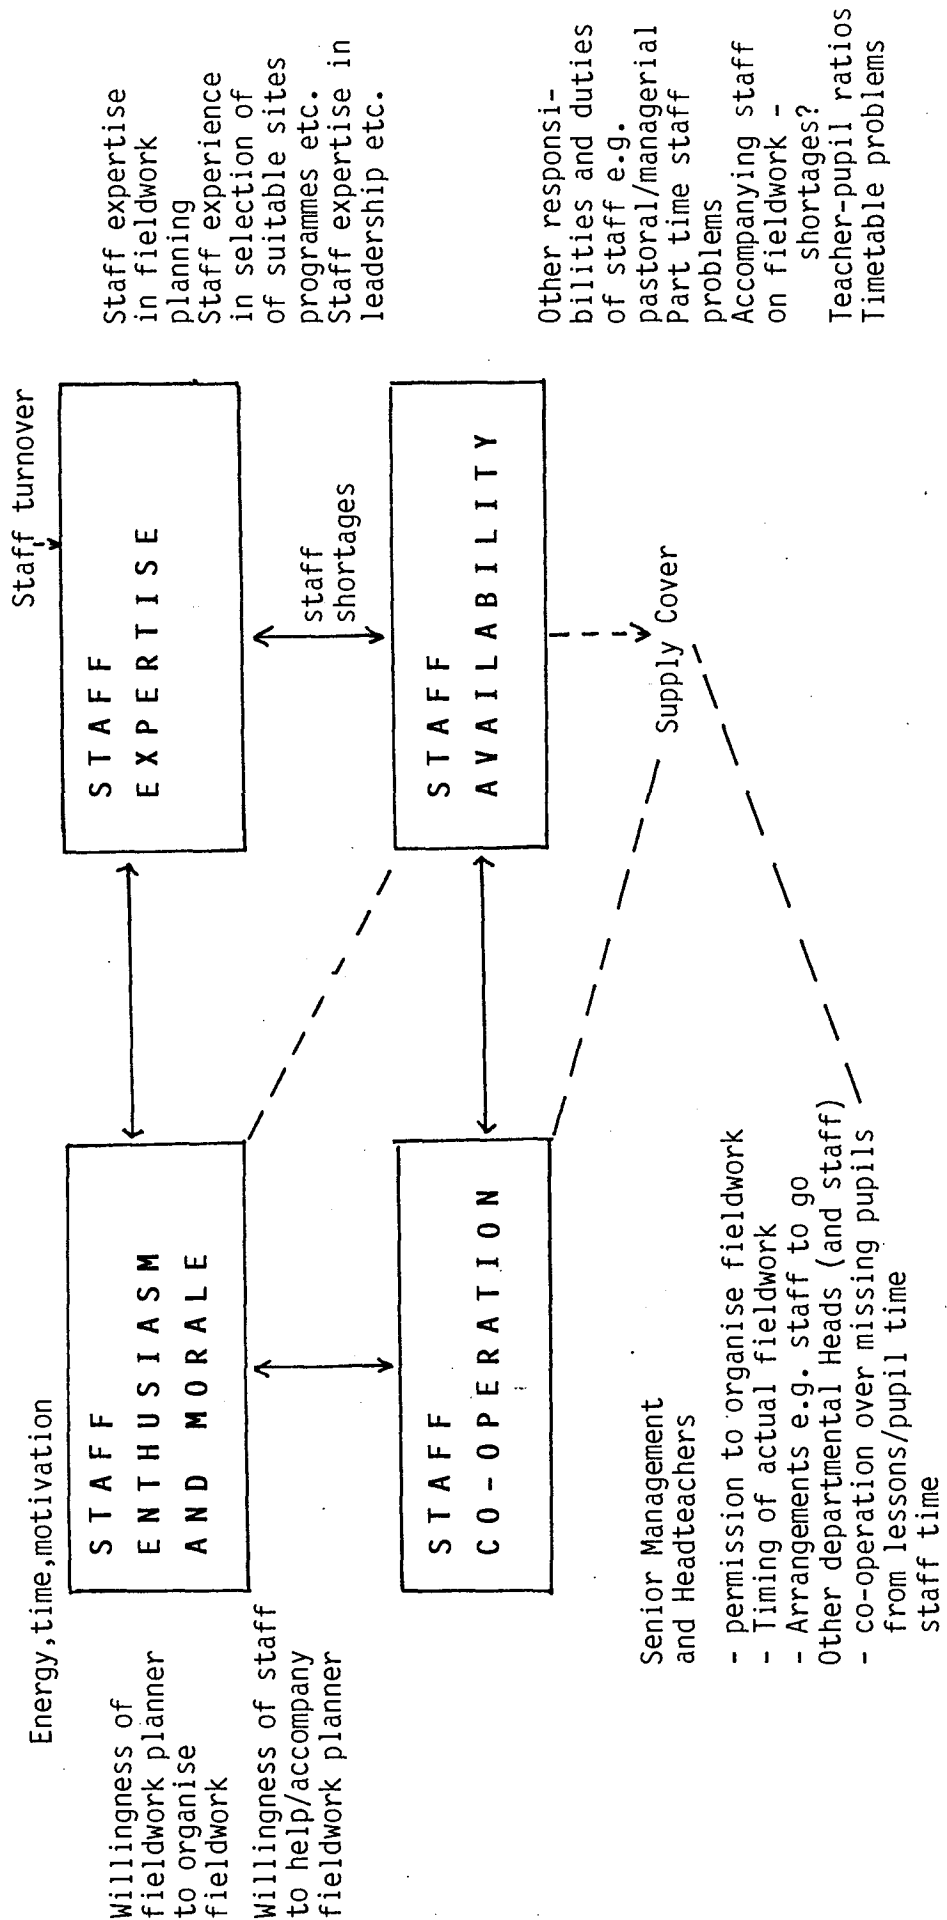 Energy,time,motivation
Willingness of
fieldwork planner
to organise
fieldwork
Willingness of staff
to help/accompany
fieldwork planner
STAFF
ENTHUSIASM
AND MORALE
Staff turnover
STAFF
EXPERTISE
Staff expertise
in fieldwork
planning
Staff experience
in selection of
of suitable sites
programmes etc.
Staff expertise in
leadership etc.
staff
shortages
STAFF
CO-OPERATION
STAFF
AVAILABILITY
Other responsi-
bilities and duties
of staff e.g.
pastoral/managerial
Part time staff
problems
Accompanying staff
on fieldwork -
shortages?
Teacher-pupil ratios
Timetable problems
Supply Cover
Senior Management
and Headteachers
- permission to organise fieldwork
- Timing of actual fieldwork
- Arrangements e.g. staff to go
Other departmental Heads (and staff)
- co-operation over missing pupils
from lessons/pupil time
staff time